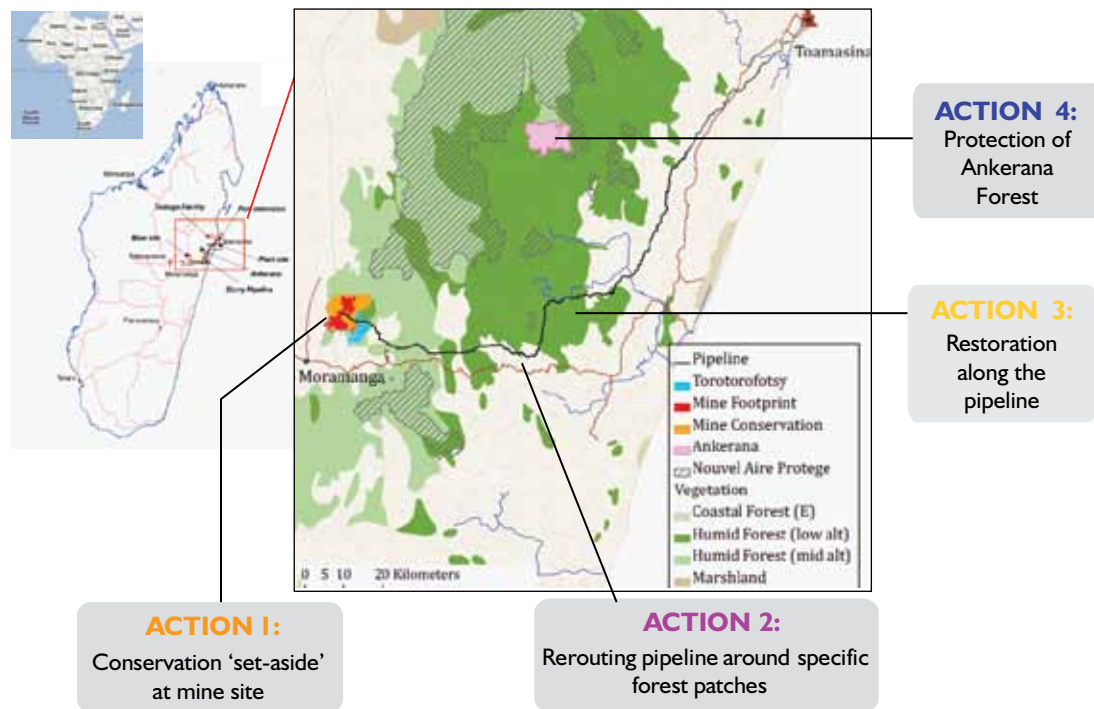 Toamasina
ACTION 4:
Protection of
Ankerana
Forest
ACTION 3:
Restoration
along the
pipeline
Moramanga
Pipeline
Torotorofotsy
Mine Footprint
Mine Conservation
Ankerana
Nouvel Aire Protege
Vegetation
Coastal Forest (E)
Humid Forest (low alt)
Humid Forest (mid alt)
Marshland
0 5 10 20 Kilometers
ACTION 1:
Conservation ‘set-aside’
at mine site
ACTION 2:
Rerouting pipeline around specific
forest patches